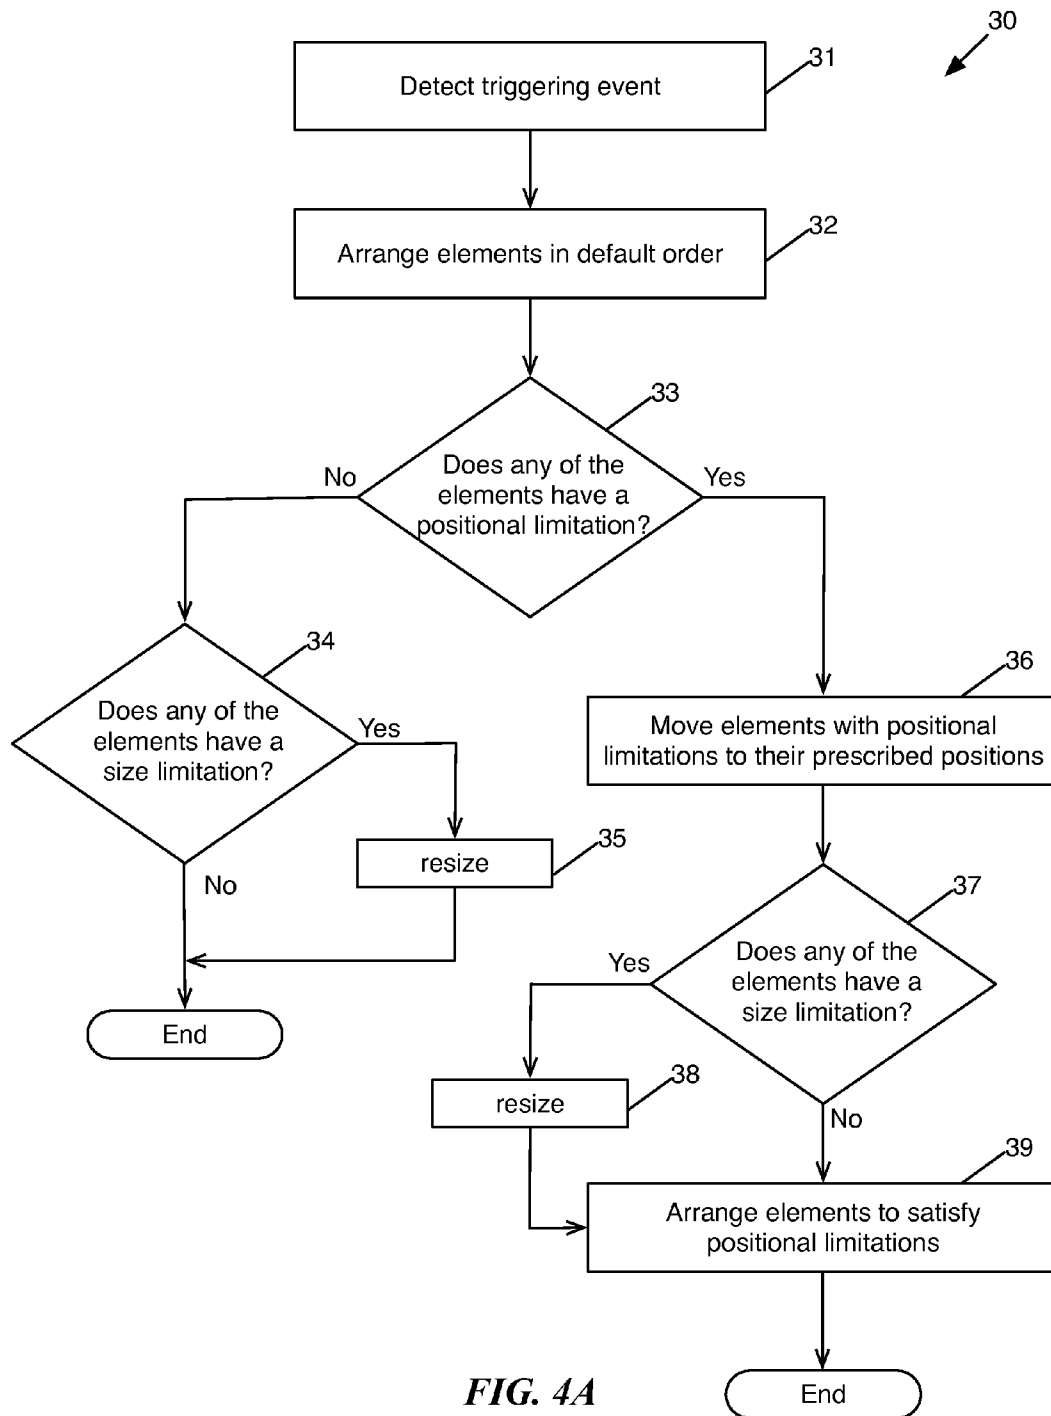 30
31
Detect triggering event
32
Arrange elements in default order
33
Does any of the
elements have a
positional limitation?
No
Yes
34
Does any of the
elements have a
size limitation?
Yes
No
36
Move elements with positional
limitations to their prescribed positions
35
resize
37
Does any of the
elements have a
size limitation?
Yes
No
End
38
resize
39
Arrange elements to satisfy
positional limitations
End
FIG. 4A